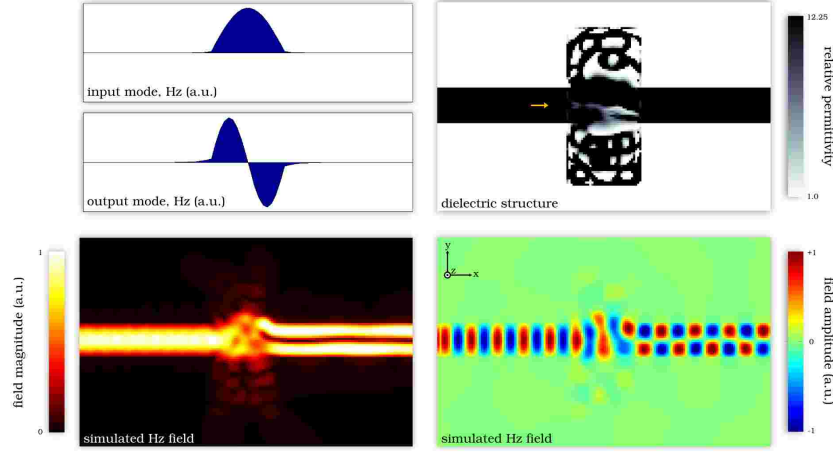 input mode, Hz (a.u.)
output mode, Hz (a.u.)
dielectric structure
12.25
relative permittivity
1.0
1
field magnitude (a.u.)
0
simulated Hz field
y
z
x
simulated Hz field
+1
field amplitude (a.u.)
0
-1